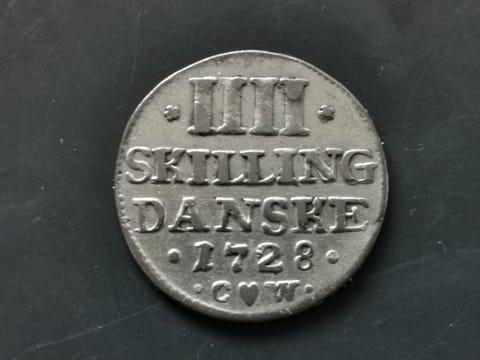 * IIII *
SKILLING
DANSKE
· 1728 ·
· C♥W ·